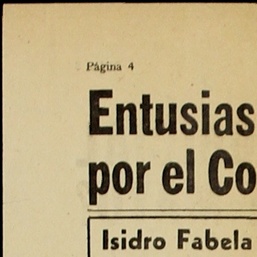 Página 4
Entusias
por el Co
Isidro Fabela